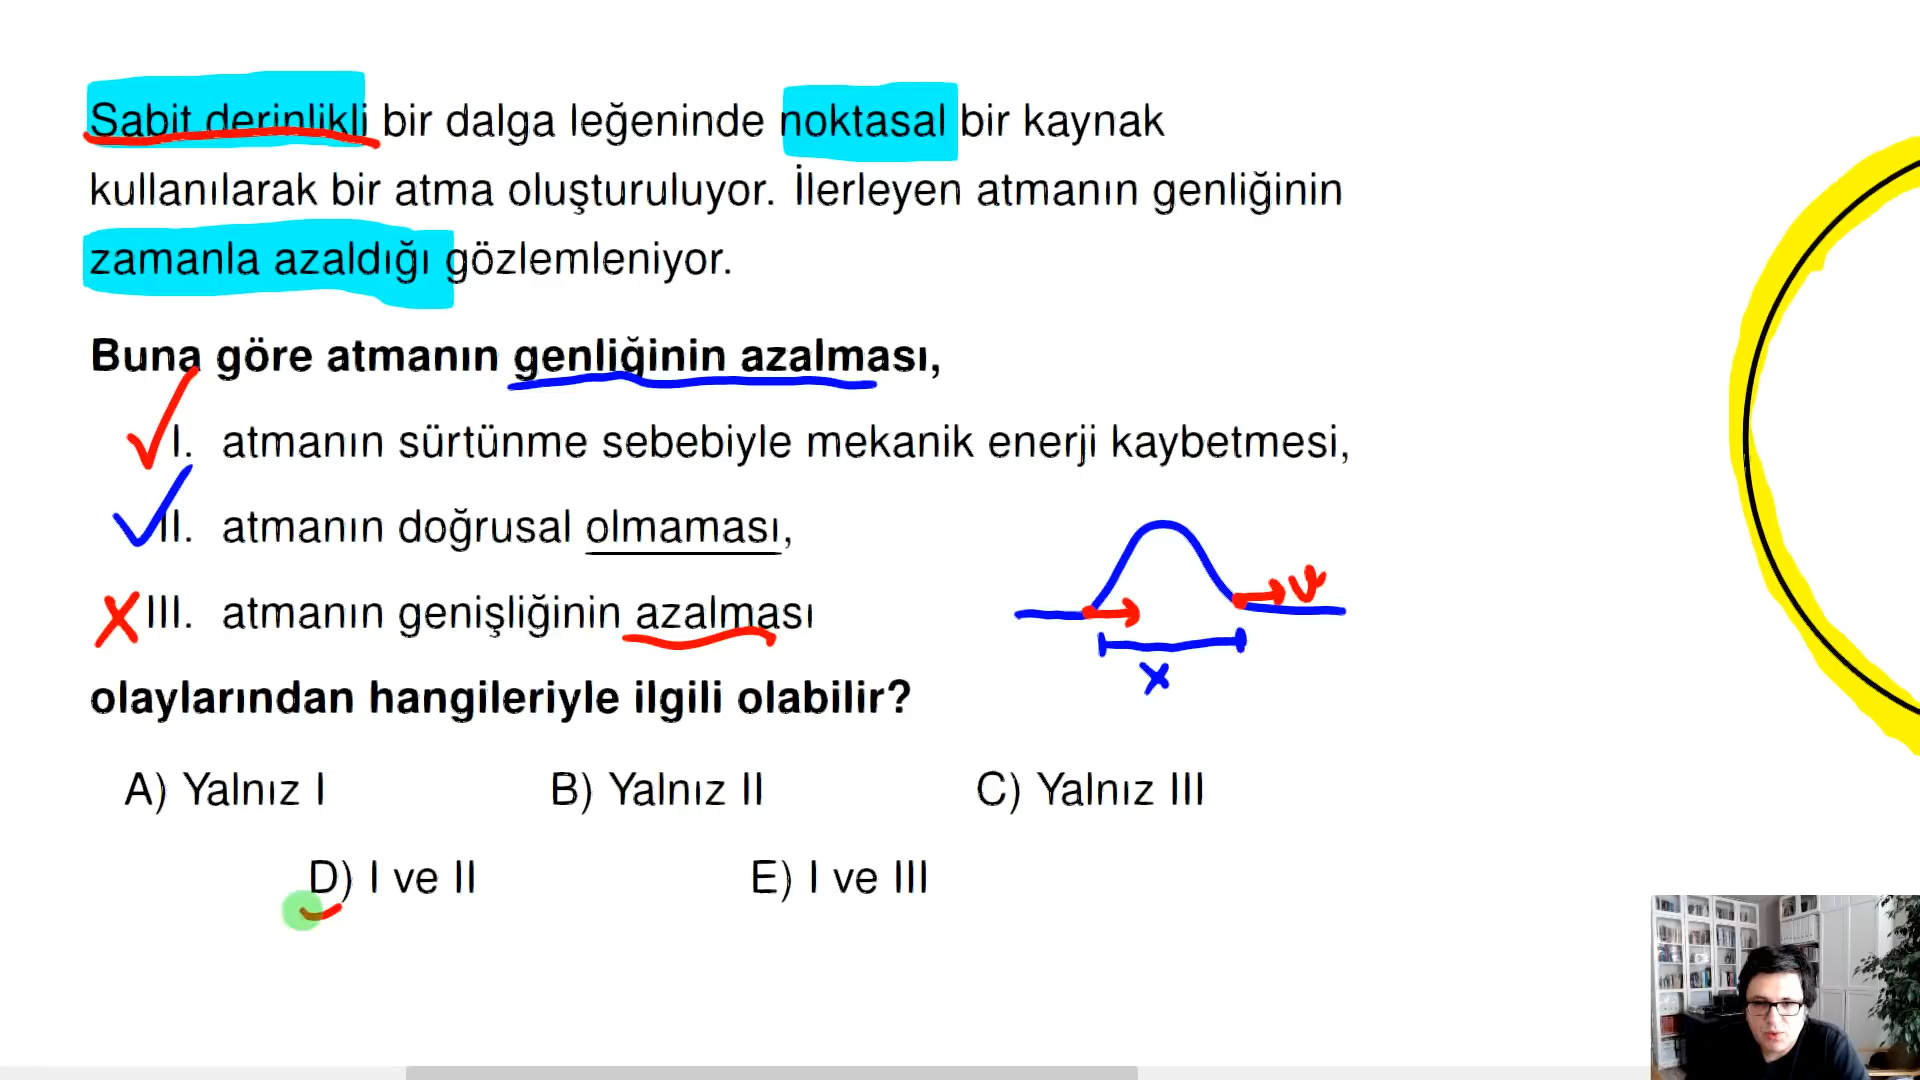 Sabit derinlikli bir dalga leğeninde noktasal bir kaynak
kullanılarak bir atma oluşturuluyor. İlerleyen atmanın genliğinin
zamanla azaldığı gözlemleniyor.
Buna göre atmanın genliğinin azalması,
I. atmanın sürtünme sebebiyle mekanik enerji kaybetmesi,
II. atmanın doğrusal olmaması,
III. atmanın genişliğinin azalması
v
x
olaylarından hangileriyle ilgili olabilir?
A) Yalnız I B) Yalnız II C) Yalnız III
D) I ve II E) I ve III